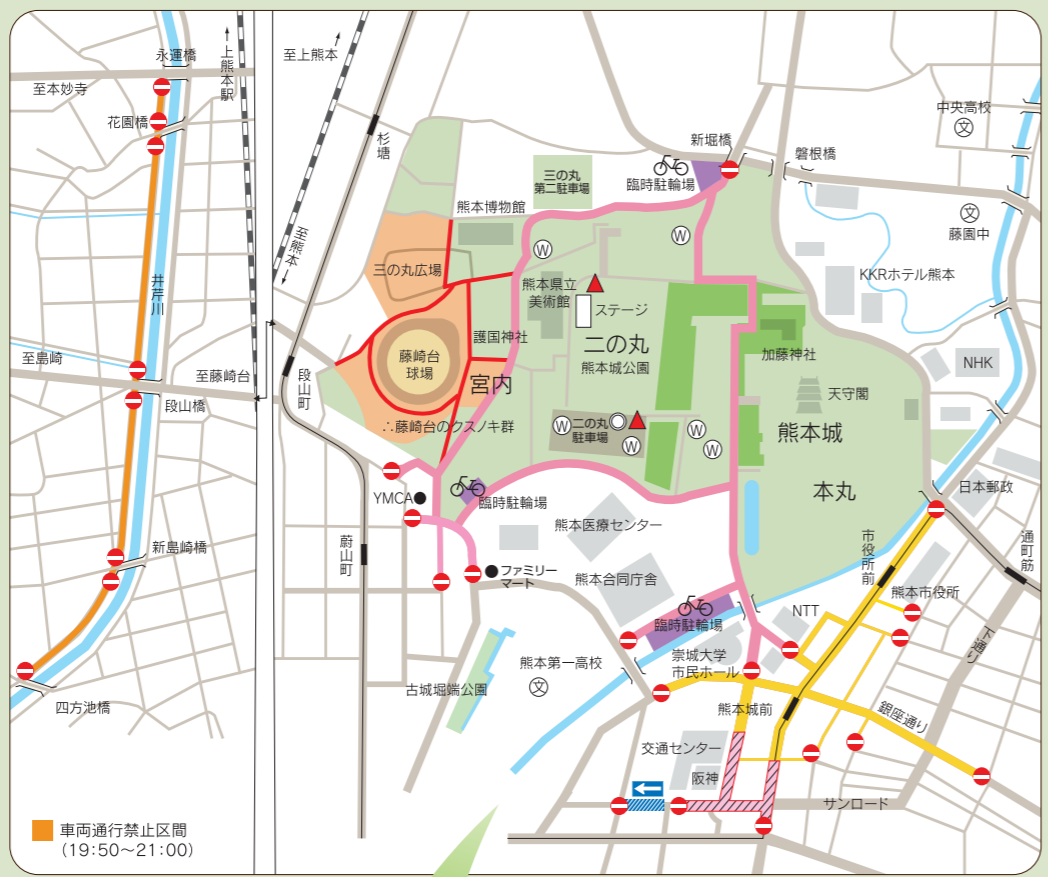 永運橋
至本妙寺
花園橋
←上熊本駅
至上熊本→
杉塘
新堀橋
磐根橋
中央高校
文
三の丸
第二駐車場
臨時駐輪場
熊本博物館
W
W
文
藤園中
至熊本→
三の丸広場
井芹川
熊本県立
美術館
ステージ
KKRホテル熊本
護国神社
二の丸
熊本城公園
加藤神社
NHK
至島崎
至藤崎台
段山町
藤崎台
球場
宮内
天守閣
段山橋
∴藤崎台のクスノキ群
W
二の丸
駐車場
W
W
W
熊本城
本丸
YMCA
臨時駐輪場
日本郵政
熊本医療センター
市役所前
通町筋
新島崎橋
蔚山町
ファミリー
マート
熊本合同庁舎
熊本市役所
臨時駐輪場
NTT
下通り
崇城大学
市民ホール
熊本第一高校
文
古城堀端公園
四方池橋
熊本城前
銀座通り
交通センター
阪神
サンロード
車両通行禁止区間
(19:50〜21:00)